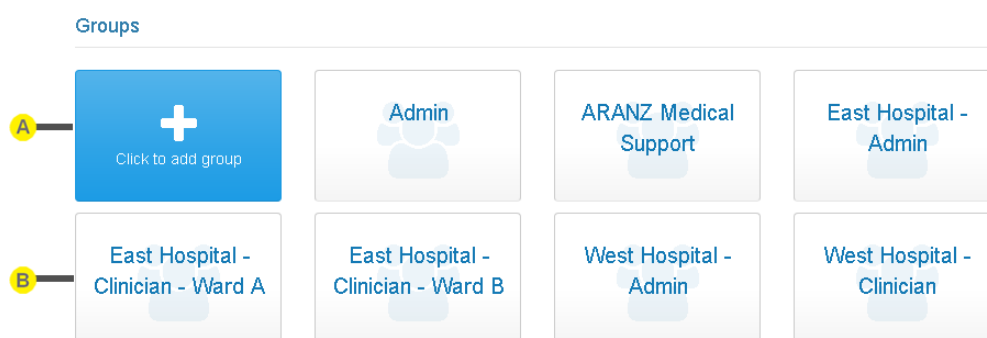 Groups
A
Click to add group
Admin
ARANZ Medical
Support
East Hospital -
Admin
B
East Hospital -
Clinician - Ward A
East Hospital -
Clinician - Ward B
West Hospital -
Admin
West Hospital -
Clinician